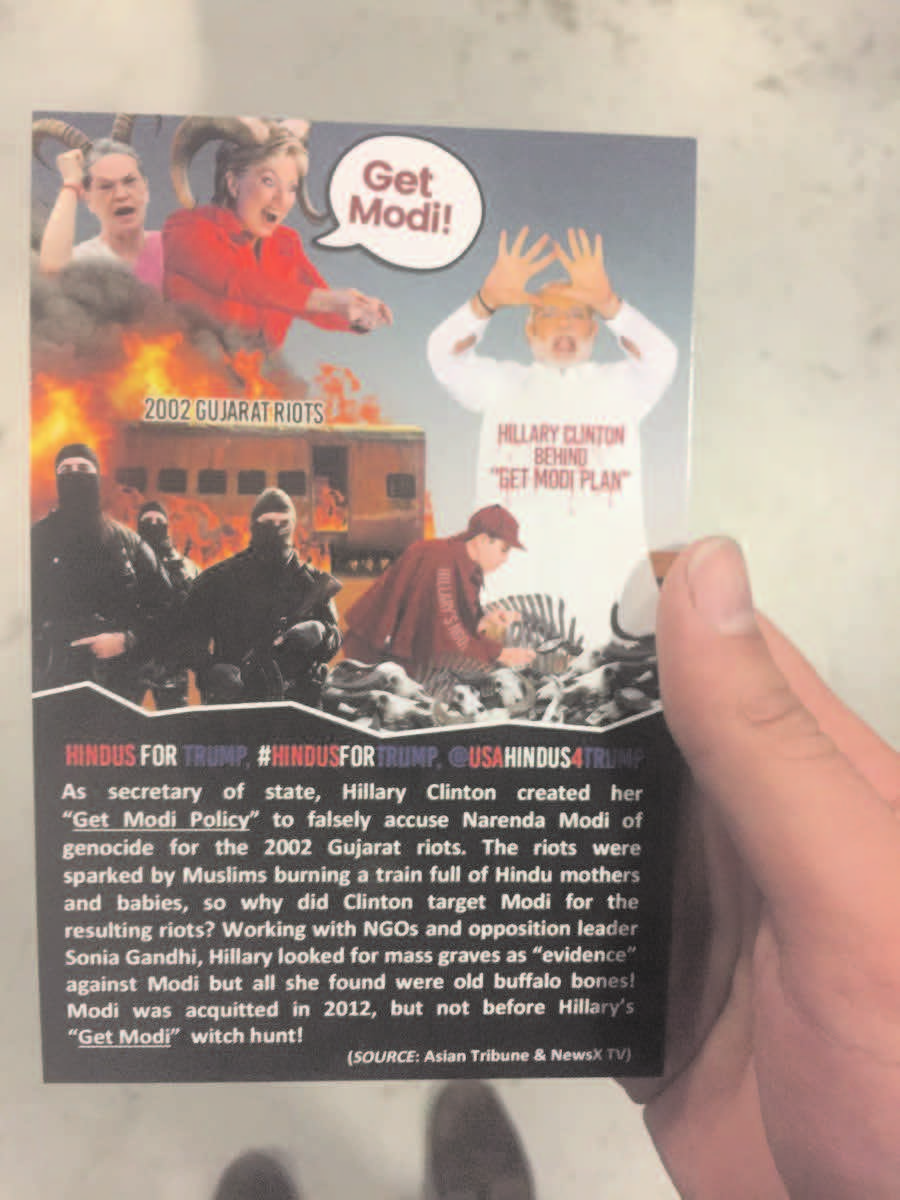 Get
Modi!
2002 GUJARAT RIOTS
HILLARY CLINTON
BEHIND
"GET MODI PLAN"
HINDUS FOR TRUMP, #HINDUSFORTRUMP, @USAHINDUS4TRUMP
As secretary of state, Hillary Clinton created her
“Get Modi Policy” to falsely accuse Narenda Modi of
genocide for the 2002 Gujarat riots. The riots were
sparked by Muslims burning a train full of Hindu mothers
and babies, so why did Clinton target Modi for the
resulting riots? Working with NGOs and opposition leader
Sonia Gandhi, Hillary looked for mass graves as “evidence”
against Modi but all she found were old buffalo bones!
Modi was acquitted in 2012, but not before Hillary’s
“Get Modi” witch hunt!
(SOURCE: Asian Tribune & NewsX TV)